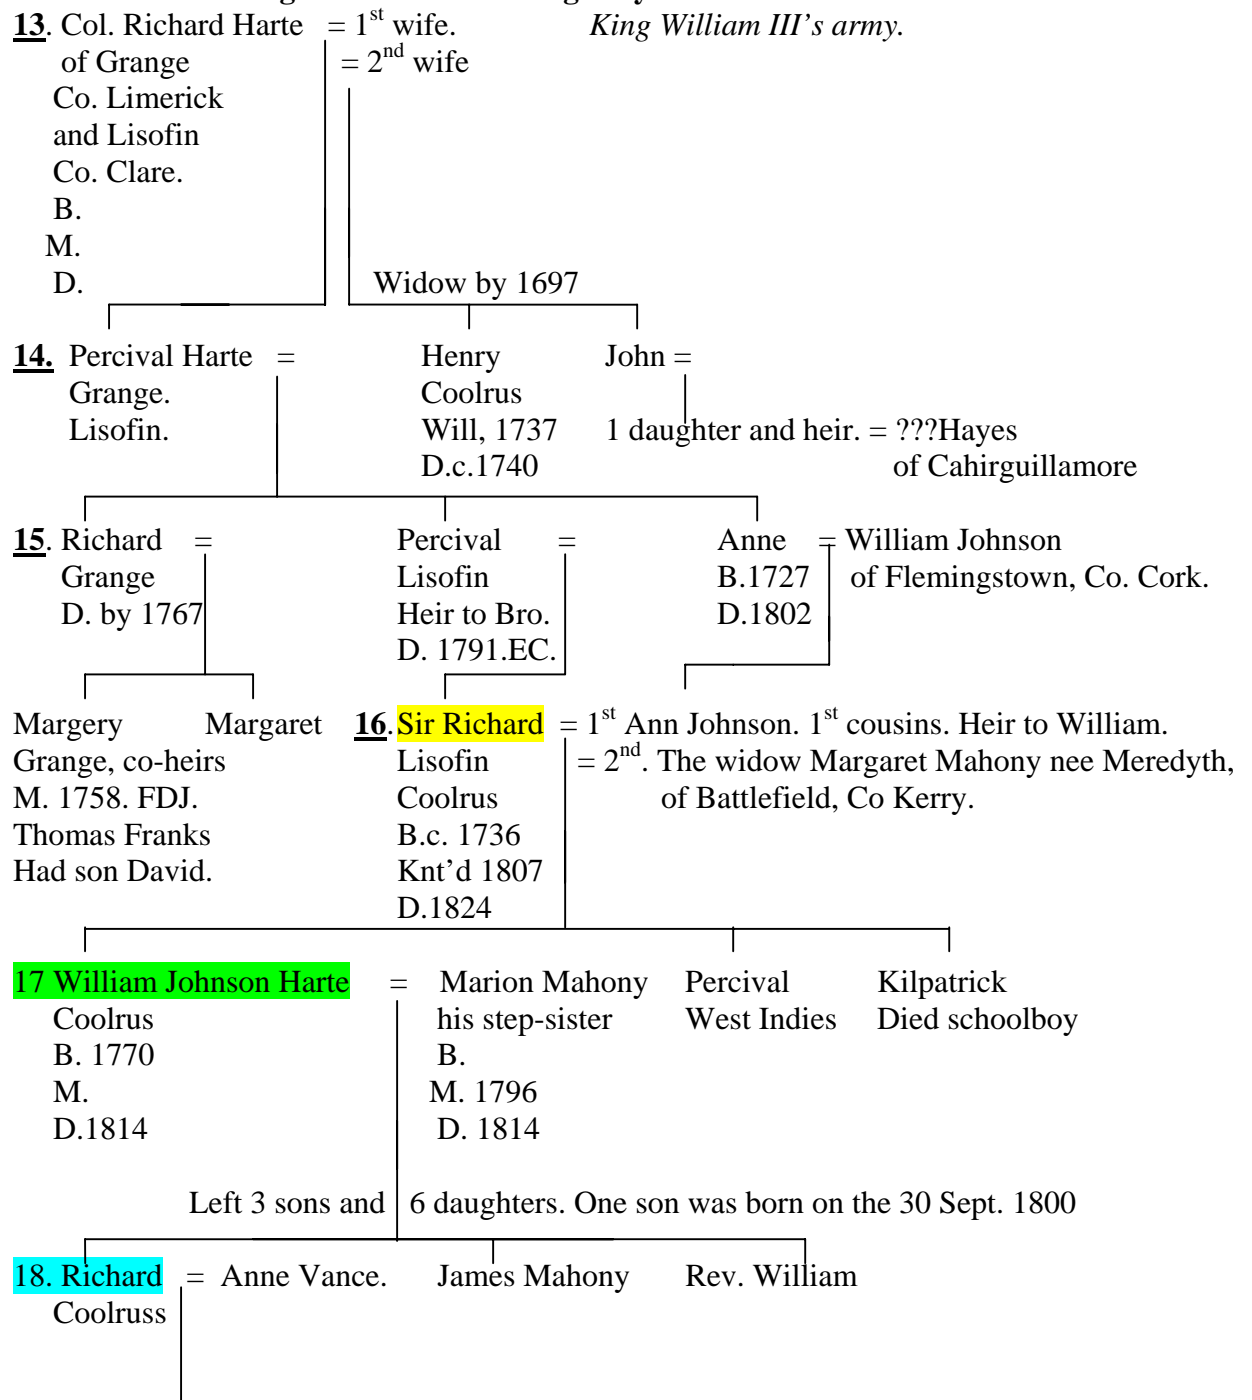 13. Col. Richard Harte = 1st wife. King William III's army.
of Grange = 2nd wife
Co. Limerick
and Lisofin
Co. Clare.
B.
M.
D. Widow by 1697
14. Percival Harte = Henry John =
Grange. Coolrus
Lisofin. Will, 1737 1 daughter and heir. = ???Hayes
D.c.1740 of Cahirguillamore
15. Richard = Percival = Anne = William Johnson
Grange Lisofin B.1727 of Flemingstown, Co. Cork.
D. by 1767 Heir to Bro. D.1802
D. 1791.EC.
Margery Margaret 16. Sir Richard = 1st Ann Johnson. 1st cousins. Heir to William.
Grange, co-heirs Lisofin = 2nd. The widow Margaret Mahony nee Meredyth,
M. 1758. FDJ. Coolrus of Battlefield, Co Kerry.
Thomas Franks B.c. 1736
Had son David. Knt'd 1807
D.1824
17 William Johnson Harte = Marion Mahony Percival Kilpatrick
Coolrus his step-sister West Indies Died schoolboy
B. 1770 B.
M. M. 1796
D.1814 D. 1814
Left 3 sons and 6 daughters. One son was born on the 30 Sept. 1800
18. Richard = Anne Vance. James Mahony Rev. William
Coolruss